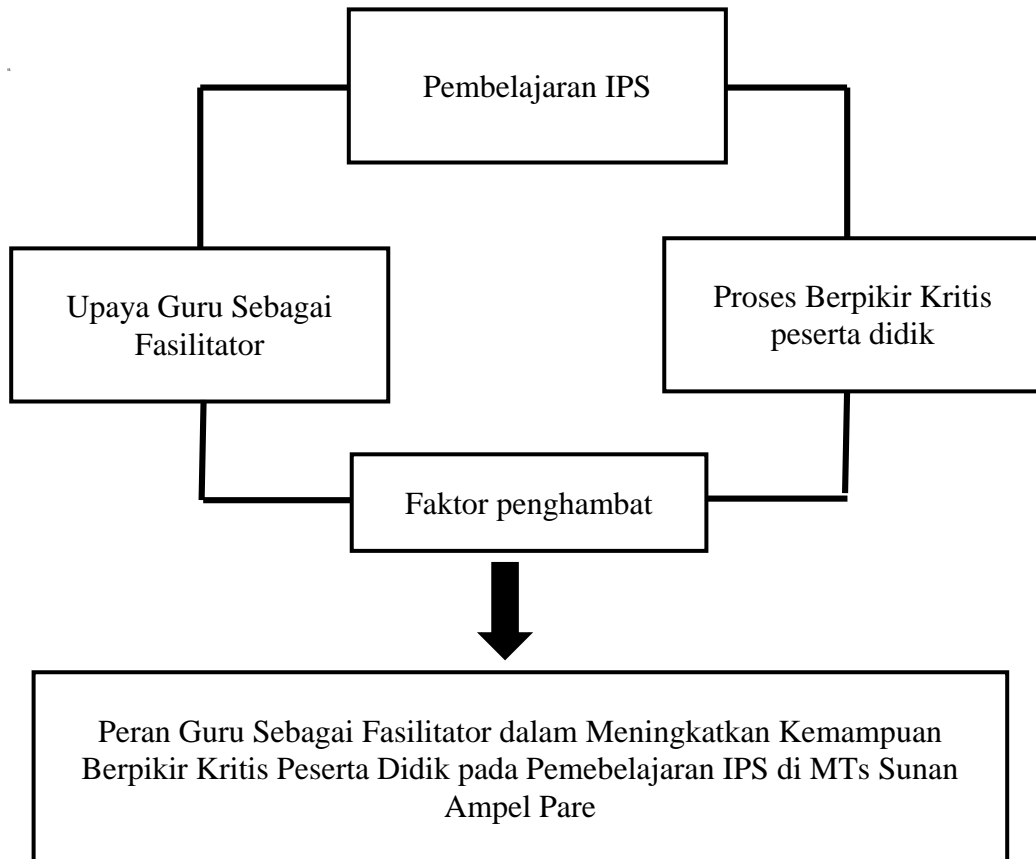 Pembelajaran IPS
Upaya Guru Sebagai
Fasilitator
Proses Berpikir Kritis
peserta didik
Faktor penghambat
Peran Guru Sebagai Fasilitator dalam Meningkatkan Kemampuan
Berpikir Kritis Peserta Didik pada Pemebelajaran IPS di MTs Sunan
Ampel Pare